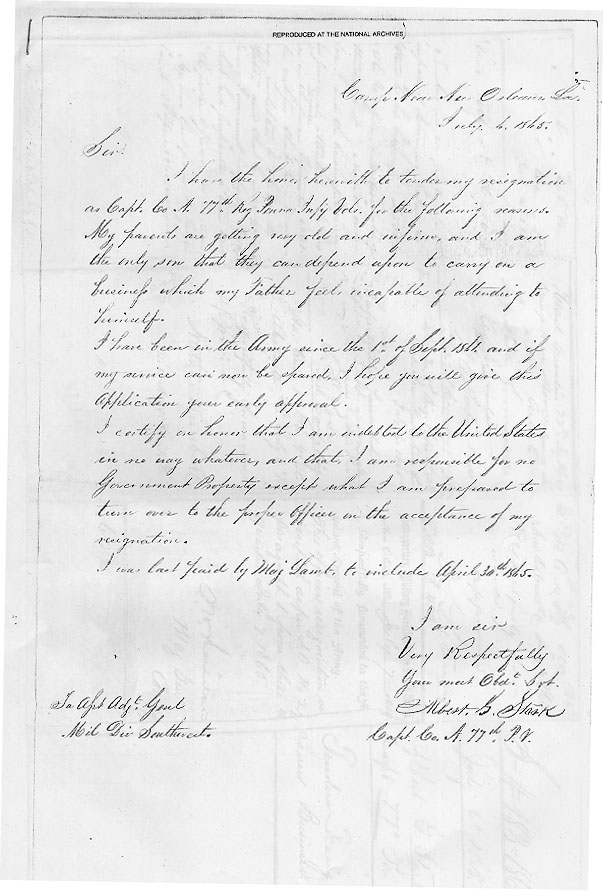 REPRODUCED AT THE NATIONAL ARCHIVES
Camp Near New Orleans La.
July 6. 1865.
Sir.
I have the honor herewith to tender my resignation
as Capt. Co A. 77th Reg Penna Infy Vols. for the following reasons.
My parents are getting very old and infirm, and I am
the only son that they can depend upon to carry on a
business which my Father feels incapable of attending to
himself.
I have been in the Army since the 1st of Sept. 1861. and if
my service can now be spared, I hope you will give this
Application your early approval.
I certify on honor that I am indebted to the United States
in no way whatever, and that, I am responsible for no
Government Property except what I am prepared to
turn over to the proper Officer on the acceptance of my
resignation.
I was last paid by Maj Lamt. to include April 30th 1865.
I am sir
Very Respectfully
Your most Obdt. Svt.
Albert. G. Stark
Capt. Co. A. 77th P. V.
To Asst Adjt. Genl
Mil Div Southwest.